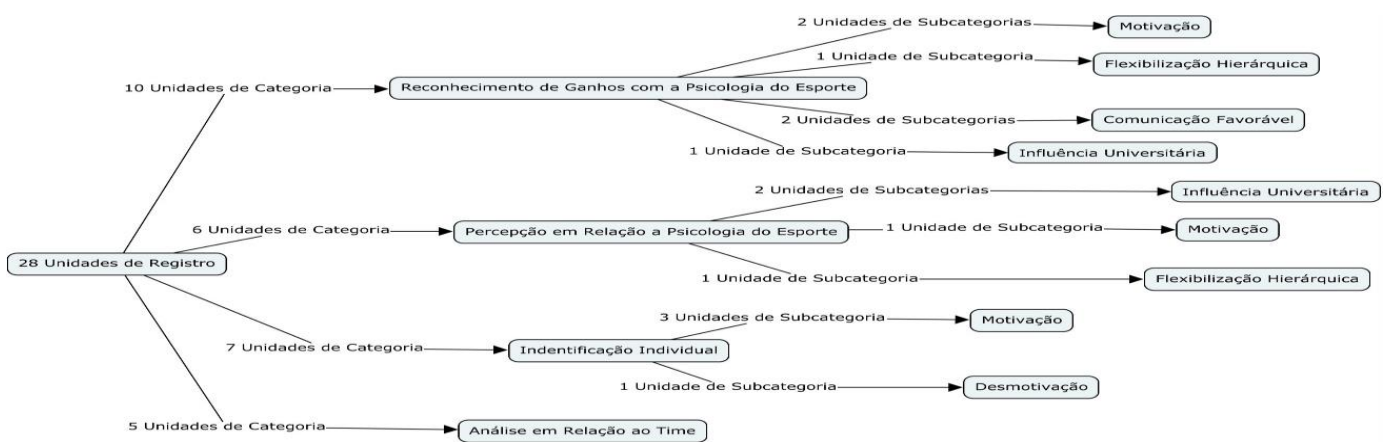 2 Unidades de Subcategorias
Motivação
1 Unidade de Subcategoria
Flexibilização Hierárquica
10 Unidades de Categoria
Reconhecimento de Ganhos com a Psicologia do Esporte
2 Unidades de Subcategorias
Comunicação Favorável
1 Unidade de Subcategoria
Influência Universitária
2 Unidades de Subcategorias
Influência Universitária
6 Unidades de Categoria
Percepção em Relação a Psicologia do Esporte
1 Unidade de Subcategoria
Motivação
28 Unidades de Registro
1 Unidade de Subcategoria
Flexibilização Hierárquica
3 Unidades de Subcategoria
Motivação
7 Unidades de Categoria
Indentificação Individual
1 Unidade de Subcategoria
Desmotivação
5 Unidades de Categoria
Análise em Relação ao Time